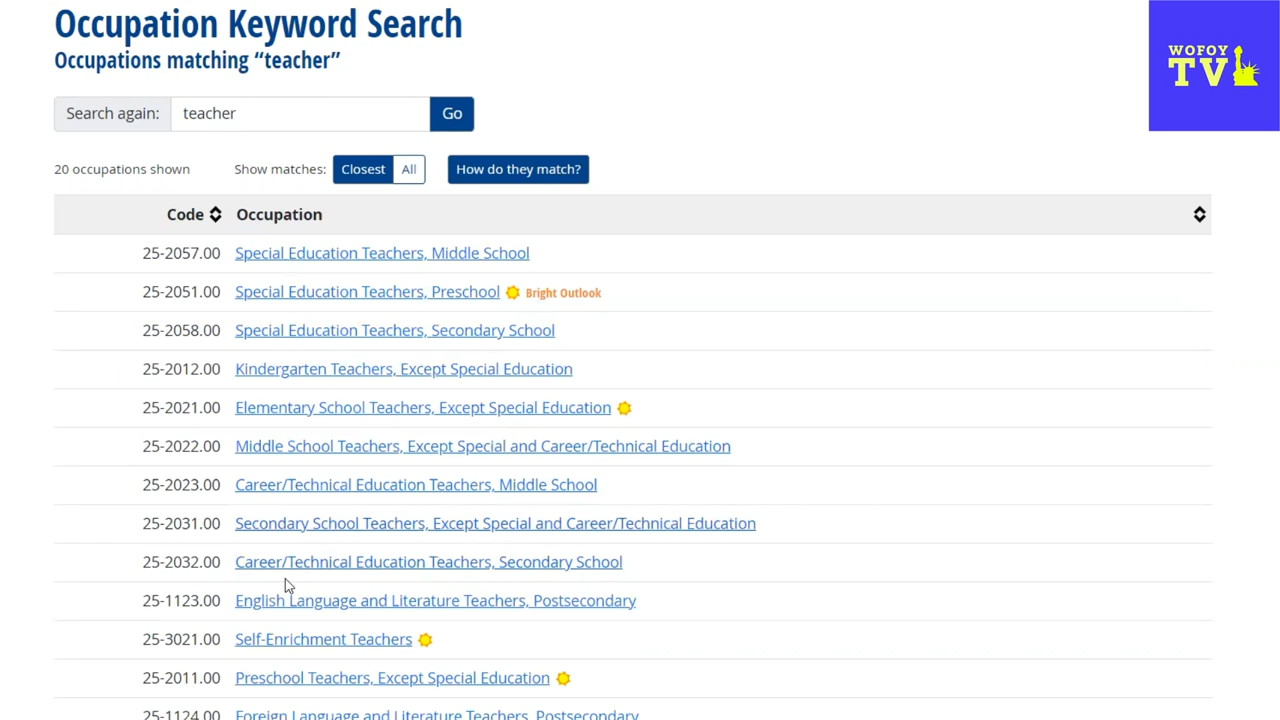 Occupation Keyword Search
Occupations matching “teacher”
WOFOY
TV
Search again: teacher Go
20 occupations shown Show matches: Closest All How do they match?
Code Occupation
25-2057.00 Special Education Teachers, Middle School
25-2051.00 Special Education Teachers, Preschool Bright Outlook
25-2058.00 Special Education Teachers, Secondary School
25-2012.00 Kindergarten Teachers, Except Special Education
25-2021.00 Elementary School Teachers, Except Special Education
25-2022.00 Middle School Teachers, Except Special and Career/Technical Education
25-2023.00 Career/Technical Education Teachers, Middle School
25-2031.00 Secondary School Teachers, Except Special and Career/Technical Education
25-2032.00 Career/Technical Education Teachers, Secondary School
25-1123.00 English Language and Literature Teachers, Postsecondary
25-3021.00 Self-Enrichment Teachers
25-2011.00 Preschool Teachers, Except Special Education
25-1124.00 Foreign Language and Literature Teachers, Postsecondary